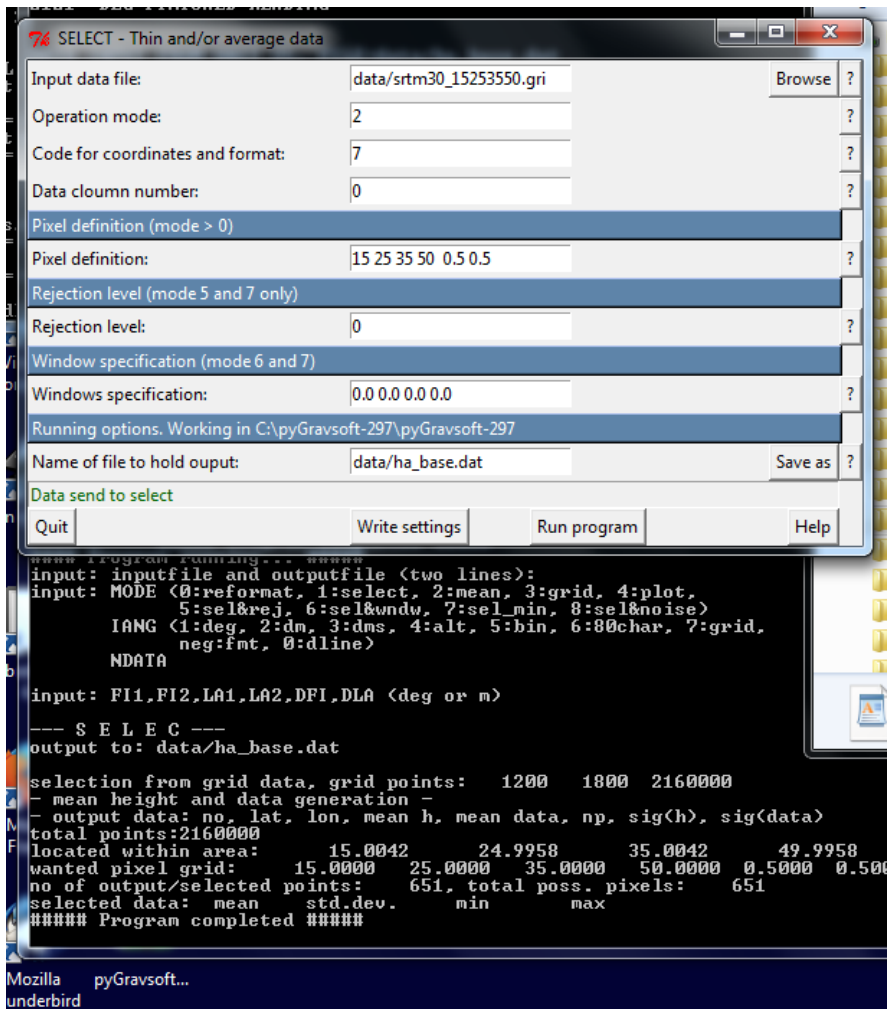 SELECT - Thin and/or average data
Input data file: data/srtm30_15253550.gri Browse ?
Operation mode: 2 ?
Code for coordinates and format: 7 ?
Data cloumn number: 0 ?
Pixel definition (mode > 0)
Pixel definition: 15 25 35 50  0.5 0.5 ?
Rejection level (mode 5 and 7 only)
Rejection level: 0 ?
Window specification (mode 6 and 7)
Windows specification: 0.0 0.0 0.0 0.0 ?
Running options. Working in C:\pyGravsoft-297\pyGravsoft-297
Name of file to hold ouput: data/ha_base.dat Save as ?
Data send to select
Quit Write settings Run program Help
##### Program running... #####
input: inputfile and outputfile (two lines):
input: MODE (0:reformat, 1:select, 2:mean, 3:grid, 4:plot,
5:sel&rej, 6:sel&wndw, 7:sel_min, 8:sel&noise)
IANG (1:deg, 2:dm, 3:dms, 4:alt, 5:bin, 6:80char, 7:grid,
neg:fmt, 0:dline)
NDATA
input: FI1,FI2,LA1,LA2,DFI,DLA (deg or m)
--- S E L E C ---
output to: data/ha_base.dat
selection from grid data, grid points: 1200 1800 2160000
- mean height and data generation -
- output data: no, lat, lon, mean h, mean data, np, sig(h), sig(data)
total points:2160000
located within area: 15.0042 24.9958 35.0042 49.9958
wanted pixel grid: 15.0000 25.0000 35.0000 50.0000 0.5000 0.500
no of output/selected points: 651, total poss. pixels: 651
selected data: mean std.dev. min max
##### Program completed #####
Mozilla pyGravsoft...
underbird